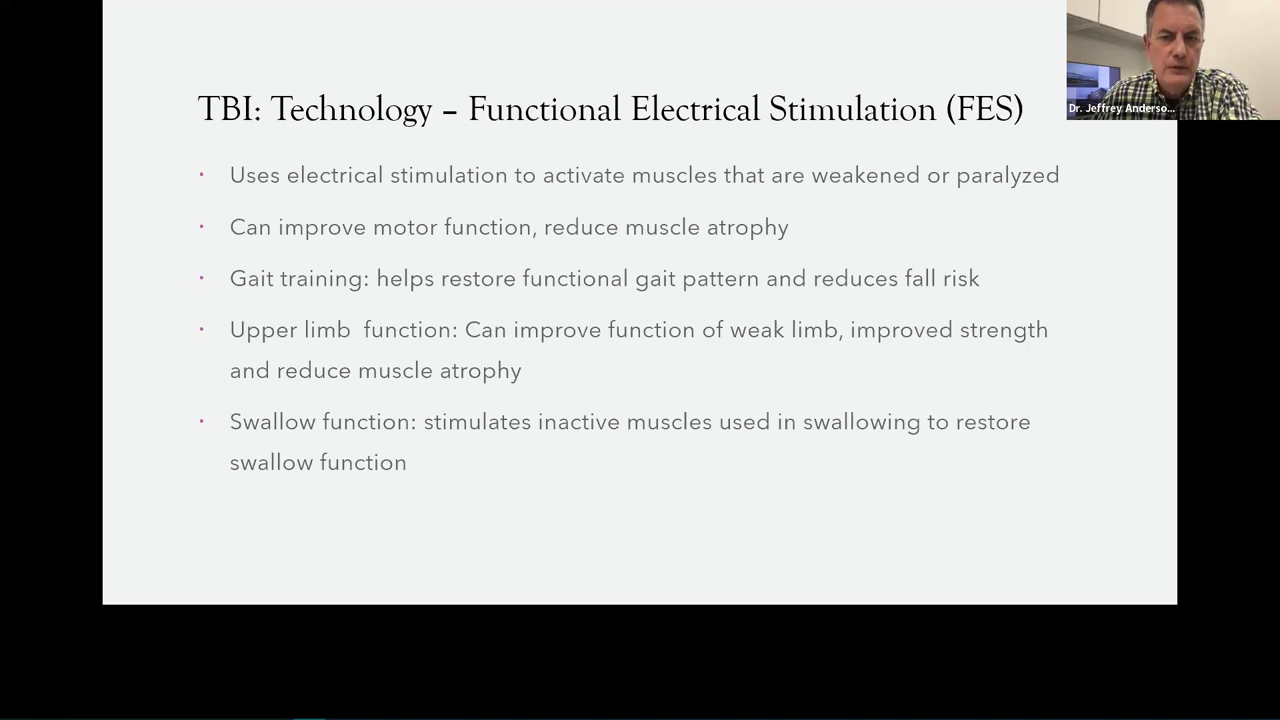 TBI: Technology – Functional Electrical Stimulation (FES)
Dr. Jeffrey Anderso...
• Uses electrical stimulation to activate muscles that are weakened or paralyzed
• Can improve motor function, reduce muscle atrophy
• Gait training: helps restore functional gait pattern and reduces fall risk
• Upper limb  function: Can improve function of weak limb, improved strength
and reduce muscle atrophy
• Swallow function: stimulates inactive muscles used in swallowing to restore
swallow function